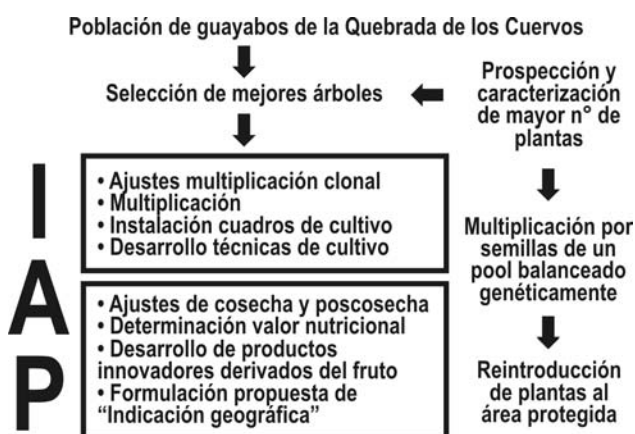 Población de guayabos de la Quebrada de los Cuervos
Selección de mejores árboles
Prospección y
caracterización
de mayor n° de
plantas
I
A
P
• Ajustes multiplicación clonal
• Multiplicación
• Instalación cuadros de cultivo
• Desarrollo técnicas de cultivo
• Ajustes de cosecha y poscosecha
• Determinación valor nutricional
• Desarrollo de productos
innovadores derivados del fruto
• Formulación propuesta de
“Indicación geográfica”
Multiplicación por
semillas de un
pool balanceado
genéticamente
Reintroducción
de plantas al
área protegida